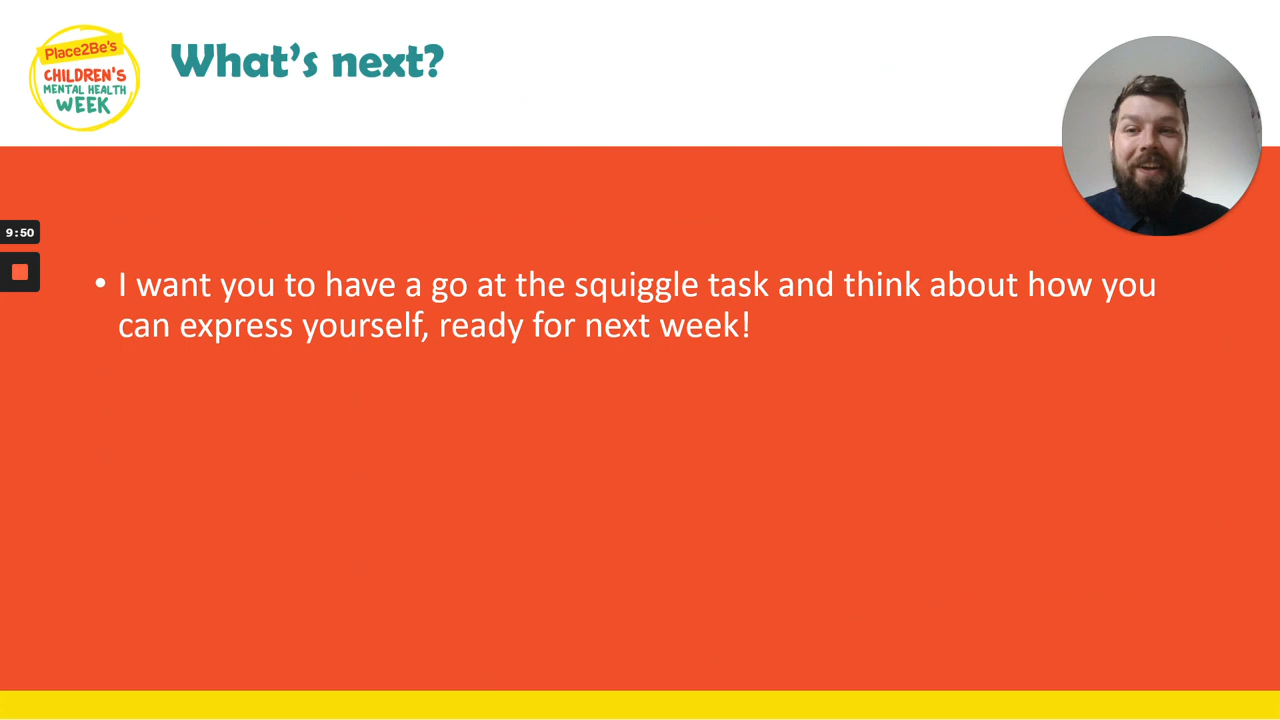 Place2Be's
CHILDREN'S
MENTAL HEALTH
WEEK
What's next?
9:50
• I want you to have a go at the squiggle task and think about how you
can express yourself, ready for next week!